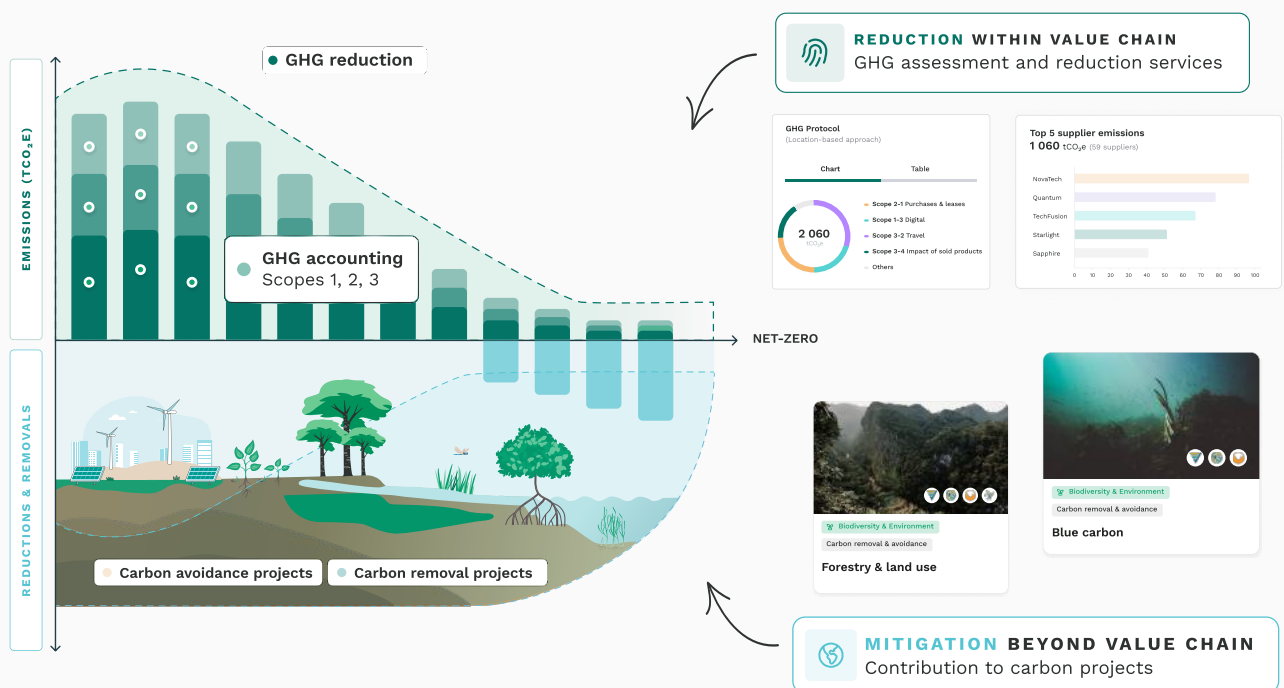 GHG reduction
EMISSIONS (TCO₂E)
GHG accounting
Scopes 1, 2, 3
NET-ZERO
REDUCTIONS & REMOVALS
Carbon avoidance projects
Carbon removal projects
REDUCTION WITHIN VALUE CHAIN
GHG assessment and reduction services
GHG Protocol
(Location-based approach)
Chart
Table
2 060
tCO₂e
Scope 2-1 Purchases & leases
Scope 1-3 Digital
Scope 3-2 Travel
Scope 3-4 Impact of sold products
Others
Top 5 supplier emissions
1 060 tCO₂e (59 suppliers)
NovaTech
Quantum
TechFusion
Starlight
Sapphire
0 10 20 30 40 50 60 70 80 90 100
Biodiversity & Environment
Carbon removal & avoidance
Forestry & land use
Biodiversity & Environment
Carbon removal & avoidance
Blue carbon
MITIGATION BEYOND VALUE CHAIN
Contribution to carbon projects